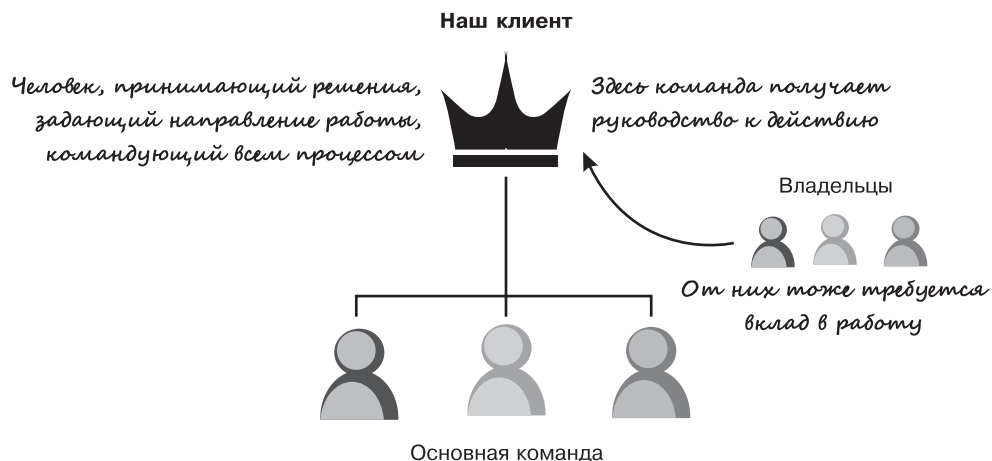 Наш клиент
Человек, принимающий решения,
задающий направление работы,
командующий всем процессом
Здесь команда получает
руководство к действию
Владельцы
От них тоже требуется
вклад в работу
Основная команда